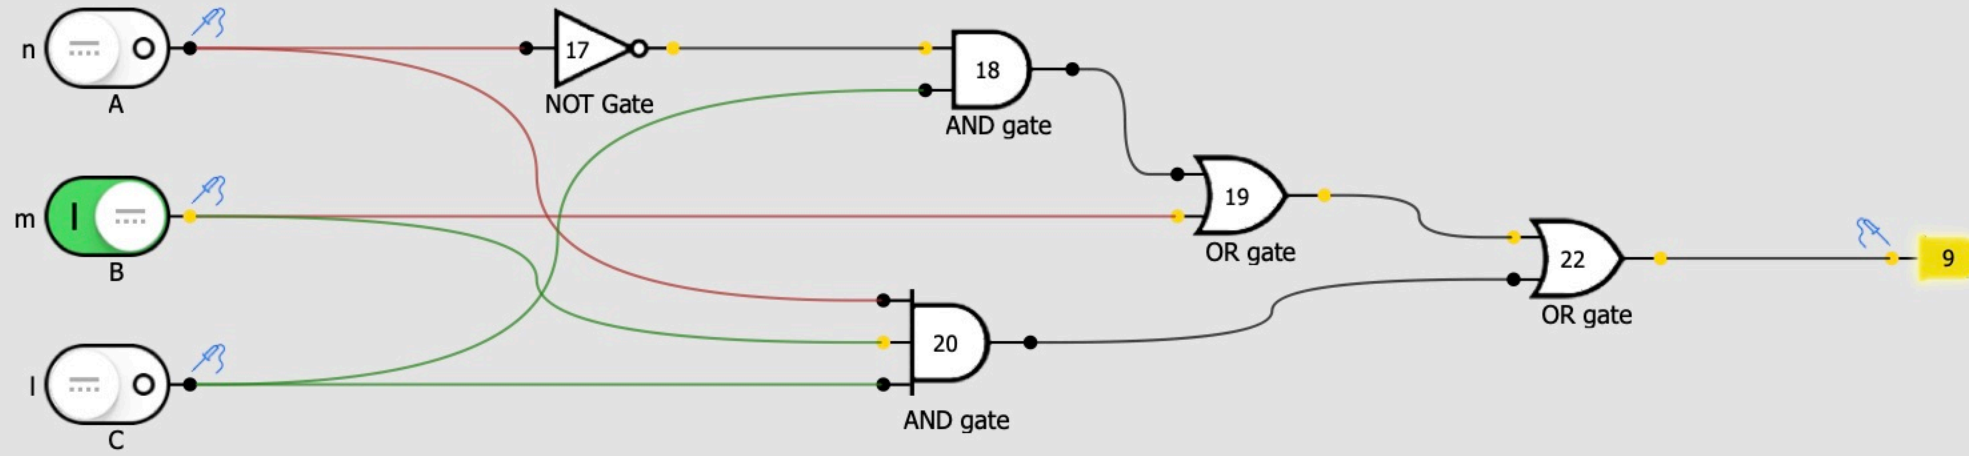 n
A
17
NOT Gate
18
AND gate
m
I
B
19
OR gate
22
OR gate
9
l
C
20
AND gate